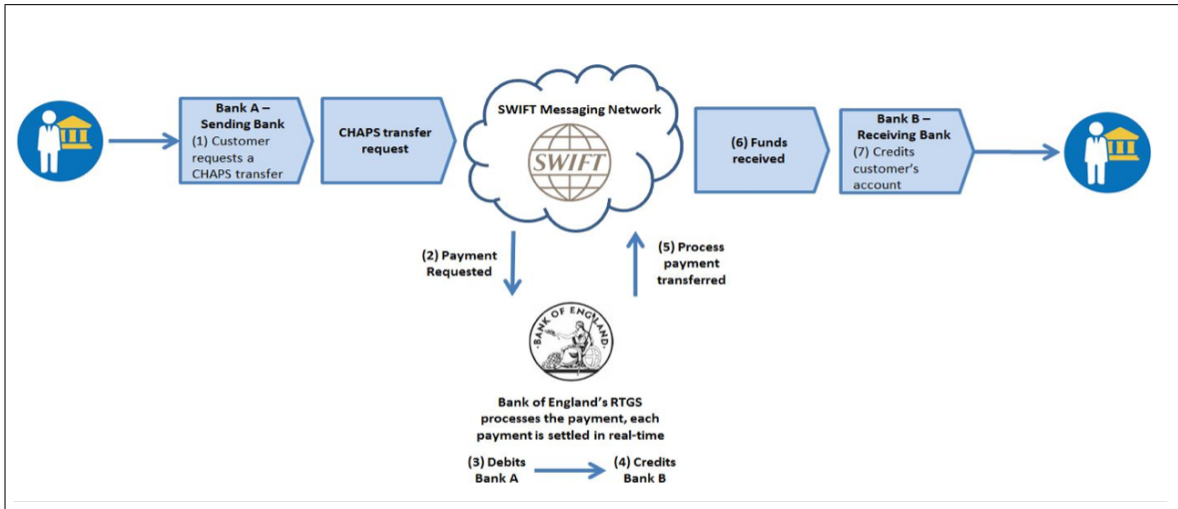 Bank A –
Sending Bank
(1) Customer
requests a
CHAPS transfer
CHAPS transfer
request
SWIFT Messaging Network
SWIFT
(6) Funds
received
Bank B –
Receiving Bank
(7) Credits
customer's
account
(2) Payment
Requested
(5) Process
payment
transferred
BANK OF ENGLAND
Bank of England's RTGS
processes the payment, each
payment is settled in real-time
(3) Debits
Bank A
(4) Credits
Bank B